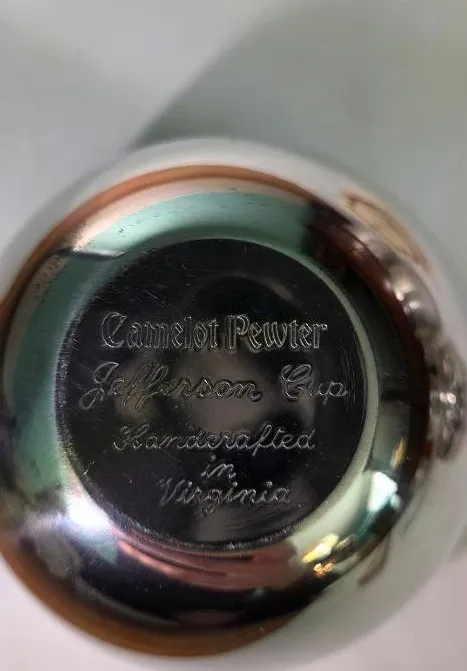 Camelot Pewter
Jefferson Cup
Handcrafted
in
Virginia